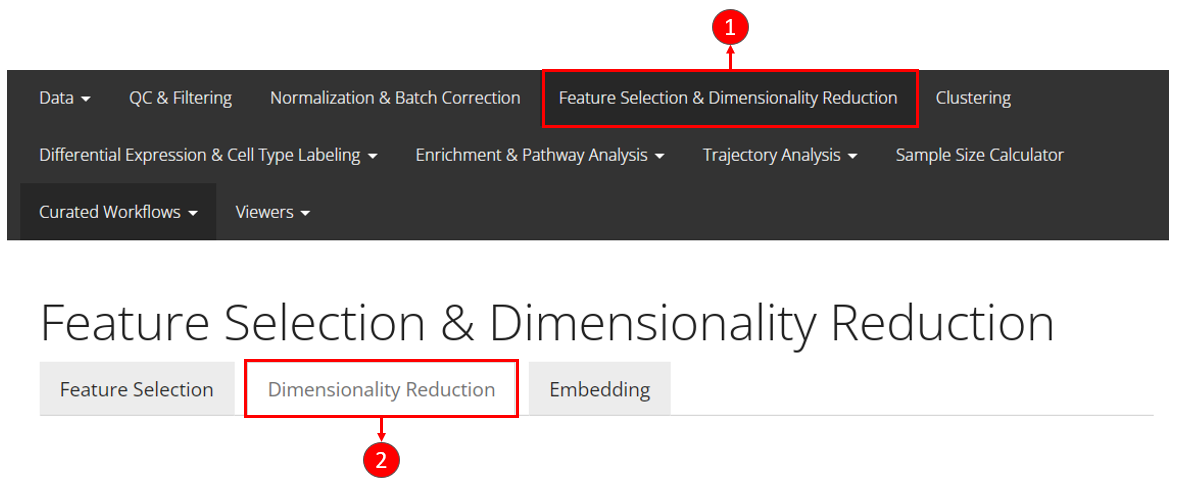 1
Data QC & Filtering Normalization & Batch Correction Feature Selection & Dimensionality Reduction Clustering
Differential Expression & Cell Type Labeling Enrichment & Pathway Analysis Trajectory Analysis Sample Size Calculator
Curated Workflows Viewers
Feature Selection & Dimensionality Reduction
Feature Selection Dimensionality Reduction Embedding
2